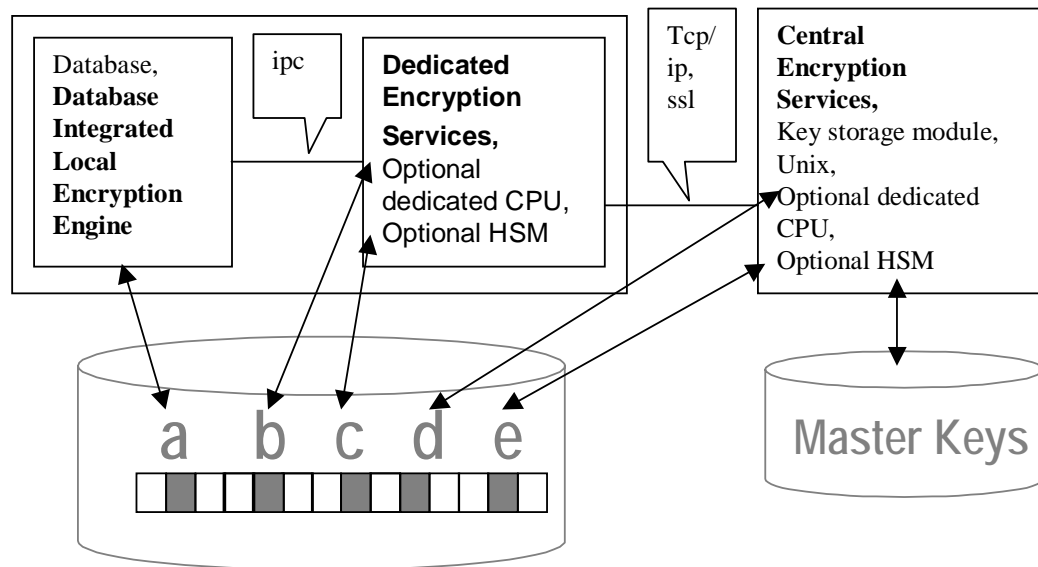 Database,
Database
Integrated
Local
Encryption
Engine
ipc
Dedicated
Encryption
Services,
Optional
dedicated CPU,
Optional HSM
Tcp/
ip,
ssl
Central
Encryption
Services,
Key storage module,
Unix,
Optional dedicated
CPU,
Optional HSM
a b c d e
Master Keys